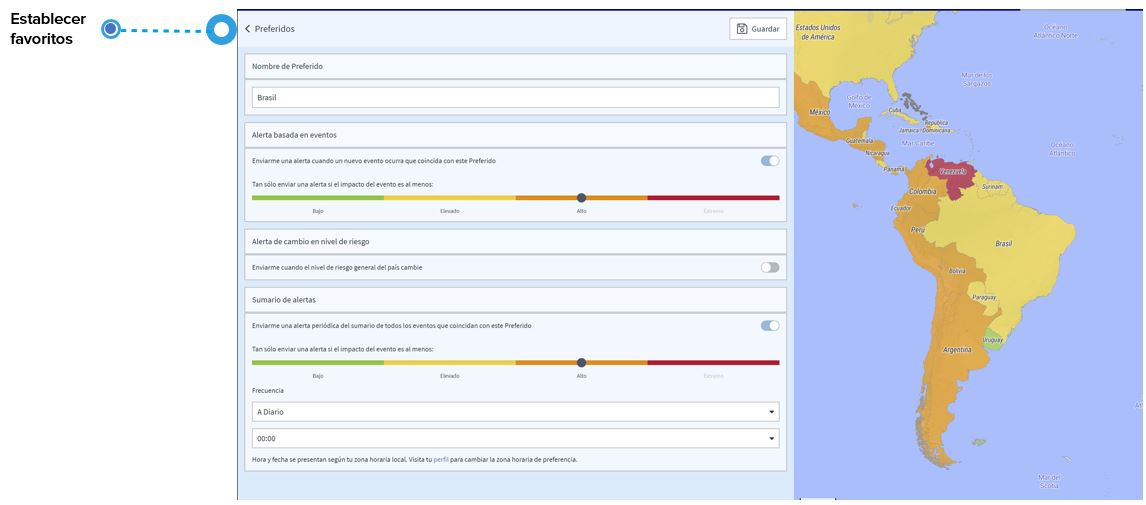 Establecer
favoritos
Preferidos
Guardar
Nombre de Preferido
Brasil
Alerta basada en eventos
Enviarme una alerta cuando un nuevo evento ocurra que coincida con este Preferido
Tan sólo enviar una alerta si el impacto del evento es al menos:
Bajo Elevado Alto Extremo
Alerta de cambio en nivel de riesgo
Enviarme cuando el nivel de riesgo general del país cambie
Sumario de alertas
Enviarme una alerta periódica del sumario de todos los eventos que coincidan con este Preferido
Tan sólo enviar una alerta si el impacto del evento es al menos:
Bajo Elevado Alto Extremo
Frecuencia
A Diario
00:00
Hora y fecha se presentan según tu zona horaria local. Visita tu perfil para cambiar la zona horaria de preferencia.
Estados Unidos
de América
Océano
Atlántico Norte
Mar de los
Sargazos
Golfo de
México
México
Cuba
República
Jamaica Dominicana
Guatemala
Mar Caribe
Océano
Atlántico
Nicaragua
Panamá
Venezuela
Colombia
Surinam
Ecuador
Perú
Brasil
Bolivia
Paraguay
Uruguay
Argentina
Mar del
Scotia